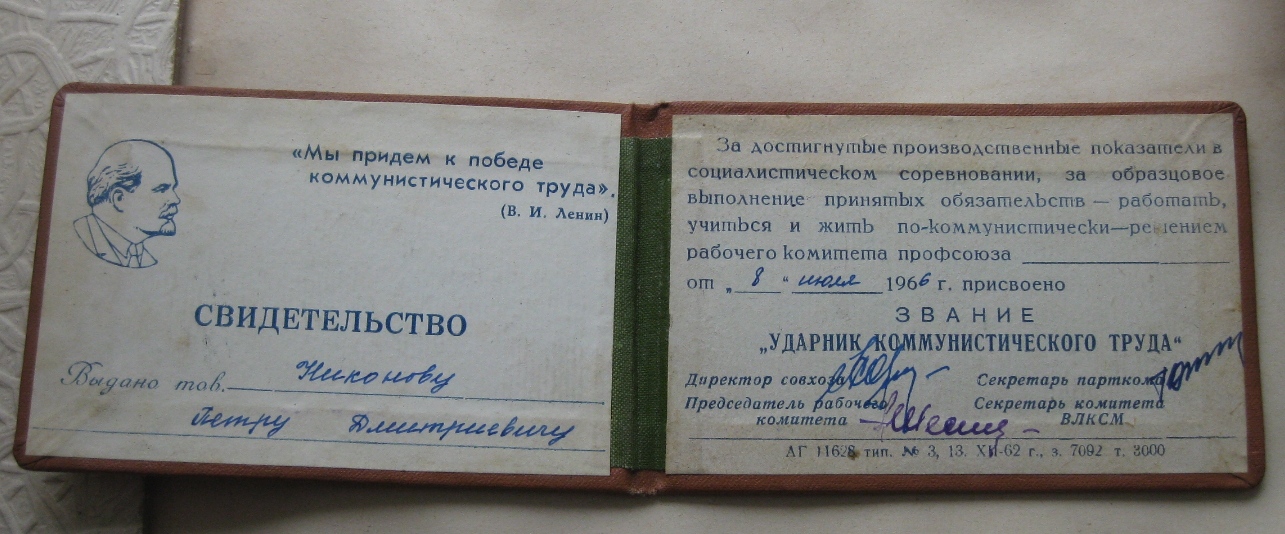 «Мы придем к победе
коммунистического труда».
(В. И. Ленин)
СВИДЕТЕЛЬСТВО
Выдано тов. Никонову
Петру Дмитриевичу
За достигнутые производственные показатели в
социалистическом соревновании, за образцовое
выполнение принятых обязательств — работать,
учиться и жить по-коммунистически—решением
рабочего комитета профсоюза
от „ 8 “ июля 1966 г. присвоено
ЗВАНИЕ
„УДАРНИК КОММУНИСТИЧЕСКОГО ТРУДА“
Директор совхоза Секретарь парткома
Председатель рабочего Секретарь комитета
комитета ВЛКСМ
АГ 11628 тип. № 3, 13. XII-62 г., з. 7092 т. 3000